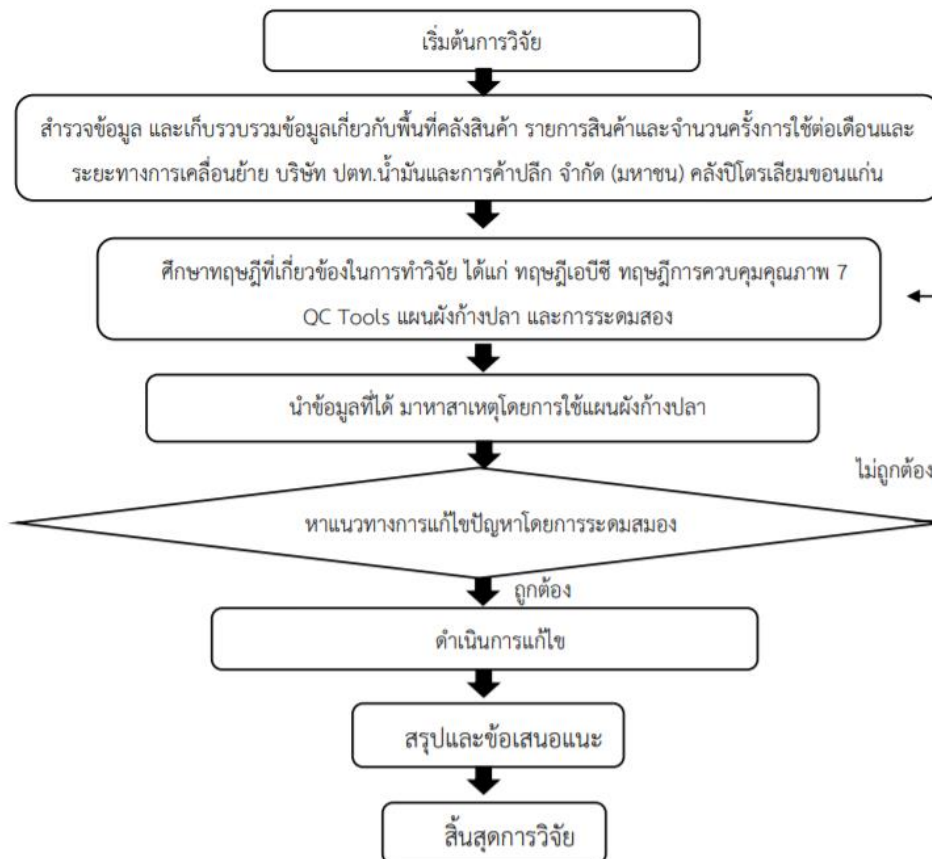 เริ่มต้นการวิจัย
สำรวจข้อมูล และเก็บรวบรวมข้อมูลเกี่ยวกับพื้นที่คลังสินค้า รายการสินค้าและจำนวนครั้งการใช้ต่อเดือนและ
ระยะทางการเคลื่อนย้าย บริษัท ปตท.น้ำมันและการค้าปลีก จำกัด (มหาชน) คลังปิโตรเลียมขอนแก่น
ศึกษาทฤษฎีที่เกี่ยวข้องในการทำวิจัย ได้แก่ ทฤษฎีเอบีซี ทฤษฎีการควบคุมคุณภาพ 7
QC Tools แผนผังก้างปลา และการระดมสอง
นำข้อมูลที่ได้ มาหาสาเหตุโดยการใช้แผนผังก้างปลา
ไม่ถูกต้อง
หาแนวทางการแก้ไขปัญหาโดยการระดมสมอง
ถูกต้อง
ดำเนินการแก้ไข
สรุปและข้อเสนอแนะ
สิ้นสุดการวิจัย